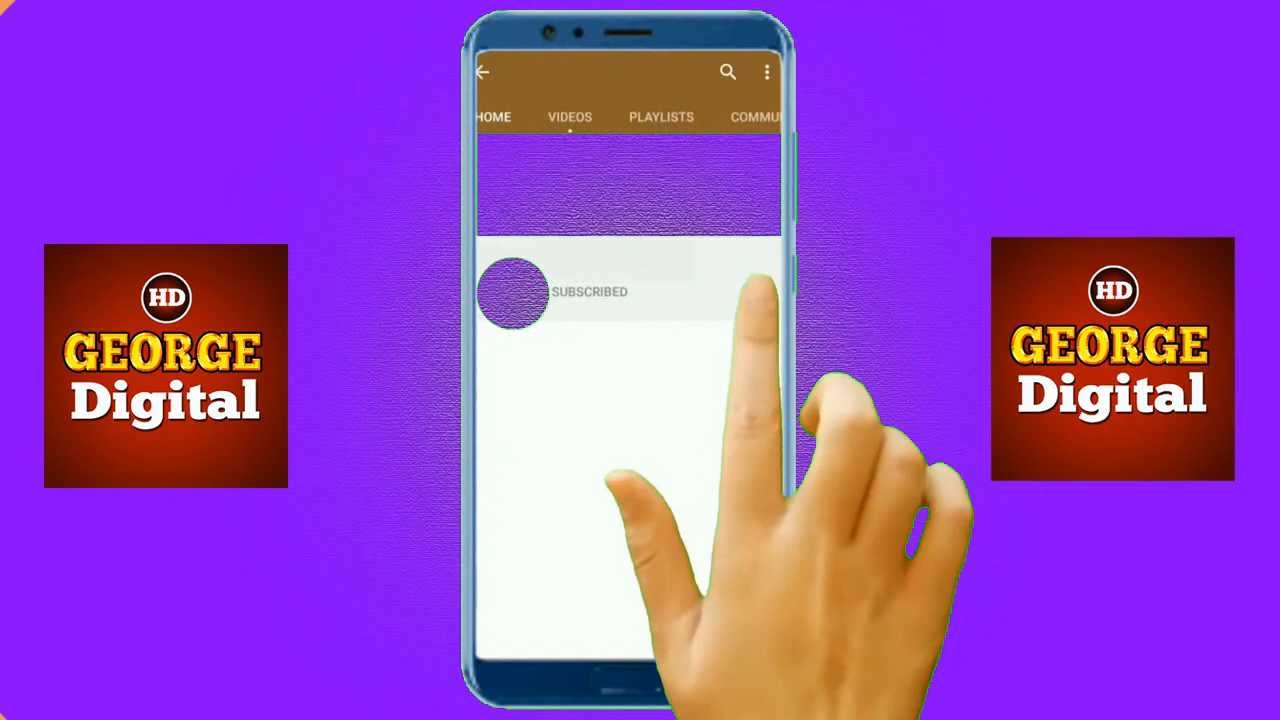 HOME VIDEOS PLAYLISTS COMMU
SUBSCRIBED
HD
GEORGE
Digital
HD
GEORGE
Digital